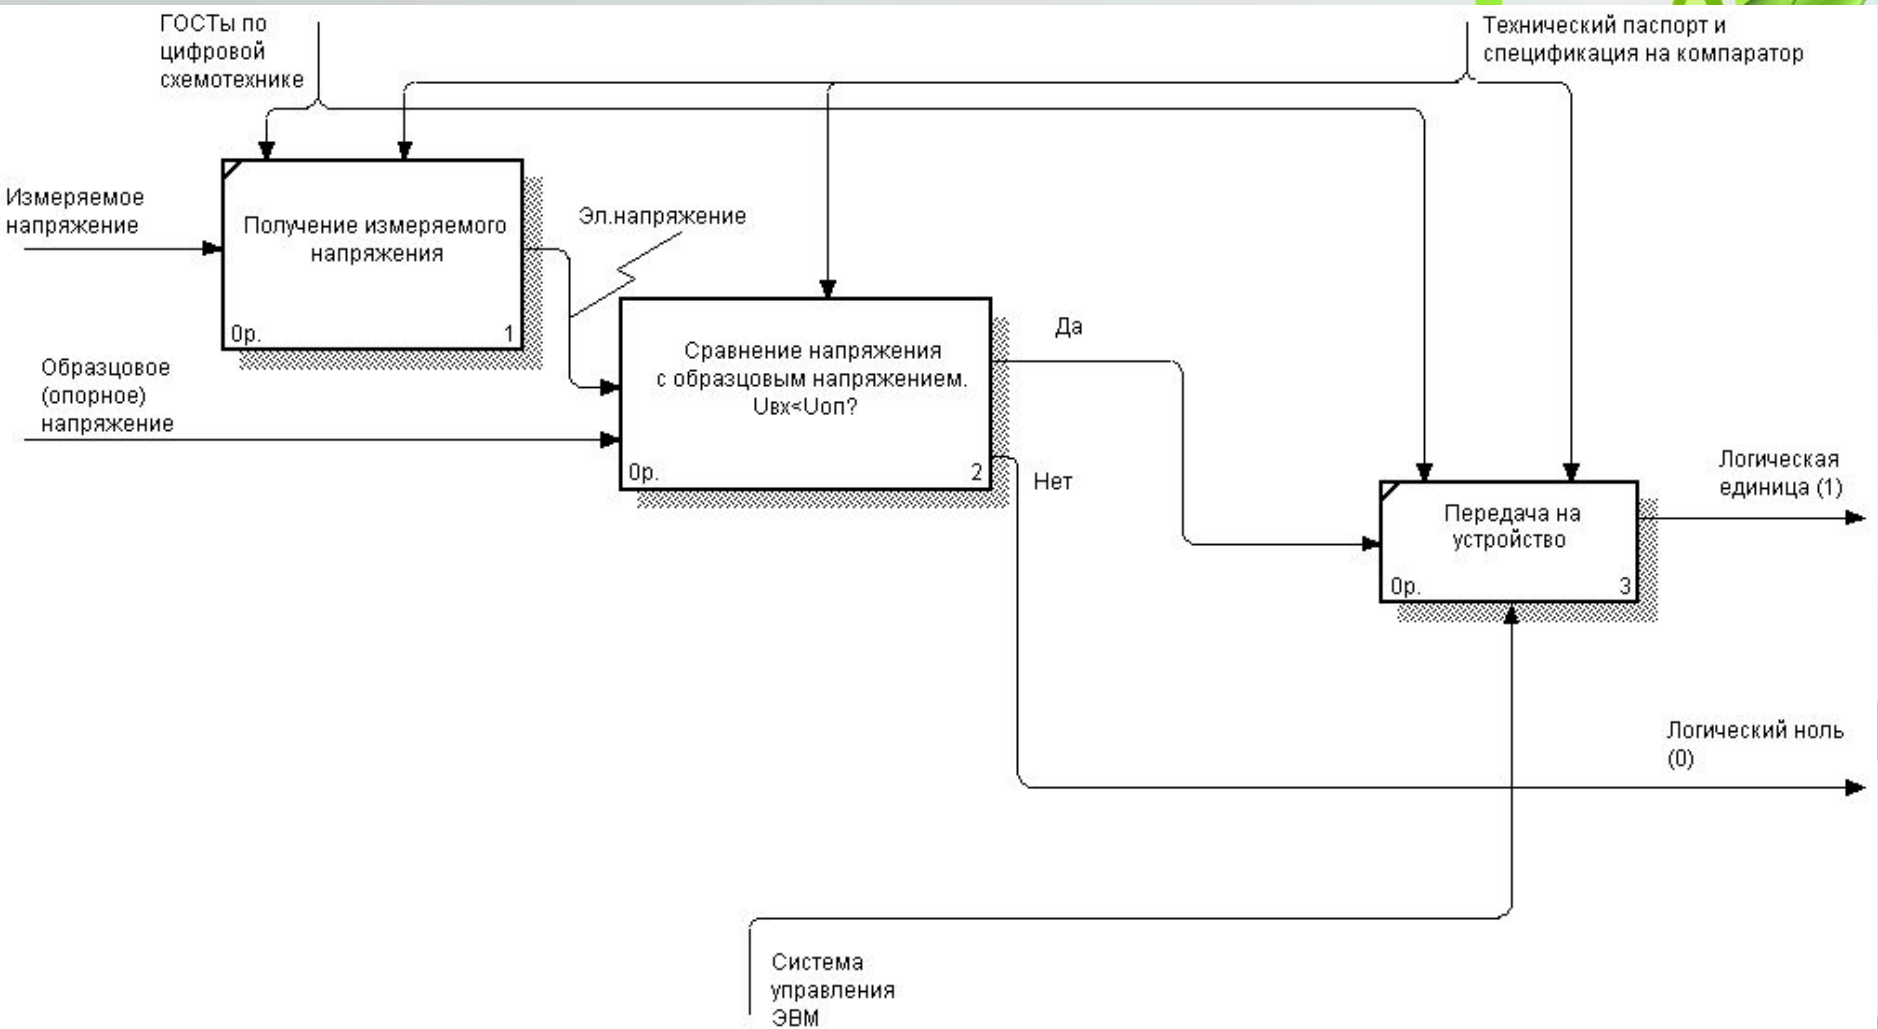 ГОСТы по
цифровой
схемотехнике
Технический паспорт и
спецификация на компаратор
Измеряемое
напряжение
Получение измеряемого
напряжения
0р.
1
Эл.напряжение
Образцовое
(опорное)
напряжение
Сравнение напряжения
с образцовым напряжением.
Uвх<Uоп?
0р.
2
Да
Нет
Передача на
устройство
0р.
3
Логическая
единица (1)
Логический ноль
(0)
Система
управления
ЭВМ